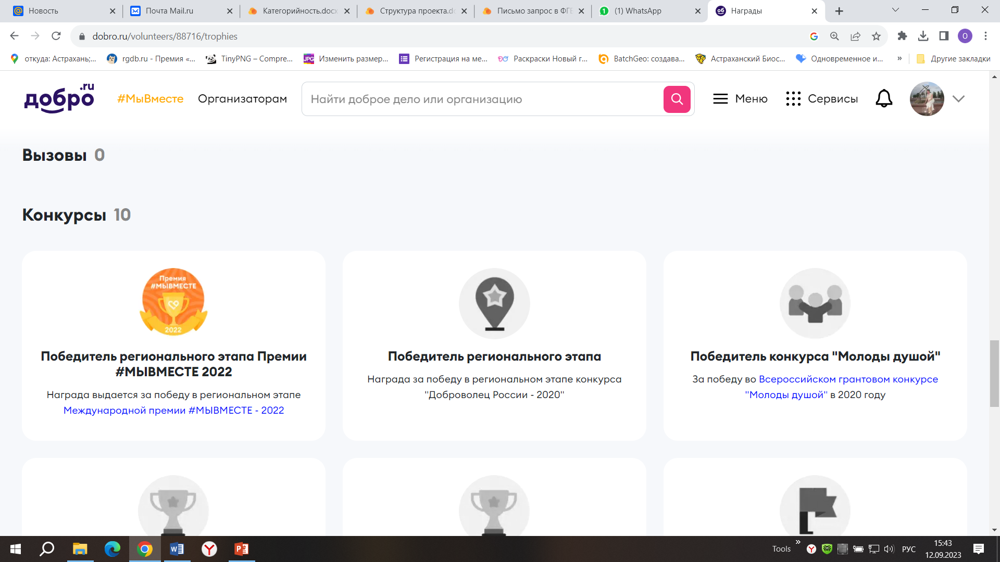 Новость
Почта Mail.ru
Категорийность.docx
Структура проекта.do
Письмо запрос в ФГБ
(1) WhatsApp
Награды
dobro.ru/volunteers/88716/trophies
О
откуда: Астрахань;...
rgdb.ru - Премия «...
TinyPNG – Compre...
JPG
Изменить размер...
Регистрация на ме...
Раскраски Новый г...
BatchGeo: создава...
Астраханский Биос...
Одновременное и...
»
Другие закладки
добро.ru
#МыВместе
Организаторам
Найти доброе дело или организацию
Меню
Сервисы
Вызовы 0
Конкурсы 10
Премия
#МЫВМЕСТЕ
2022
Победитель регионального этапа Премии
#МЫВМЕСТЕ 2022
Награда выдается за победу в региональном этапе
Международной премии #МЫВМЕСТЕ - 2022
Победитель регионального этапа
Награда за победу в региональном этапе конкурса
"Доброволец России - 2020"
Победитель конкурса "Молоды душой"
За победу во Всероссийском грантовом конкурсе
"Молоды душой" в 2020 году
Tools
»
РУС
15:43
12.09.2023